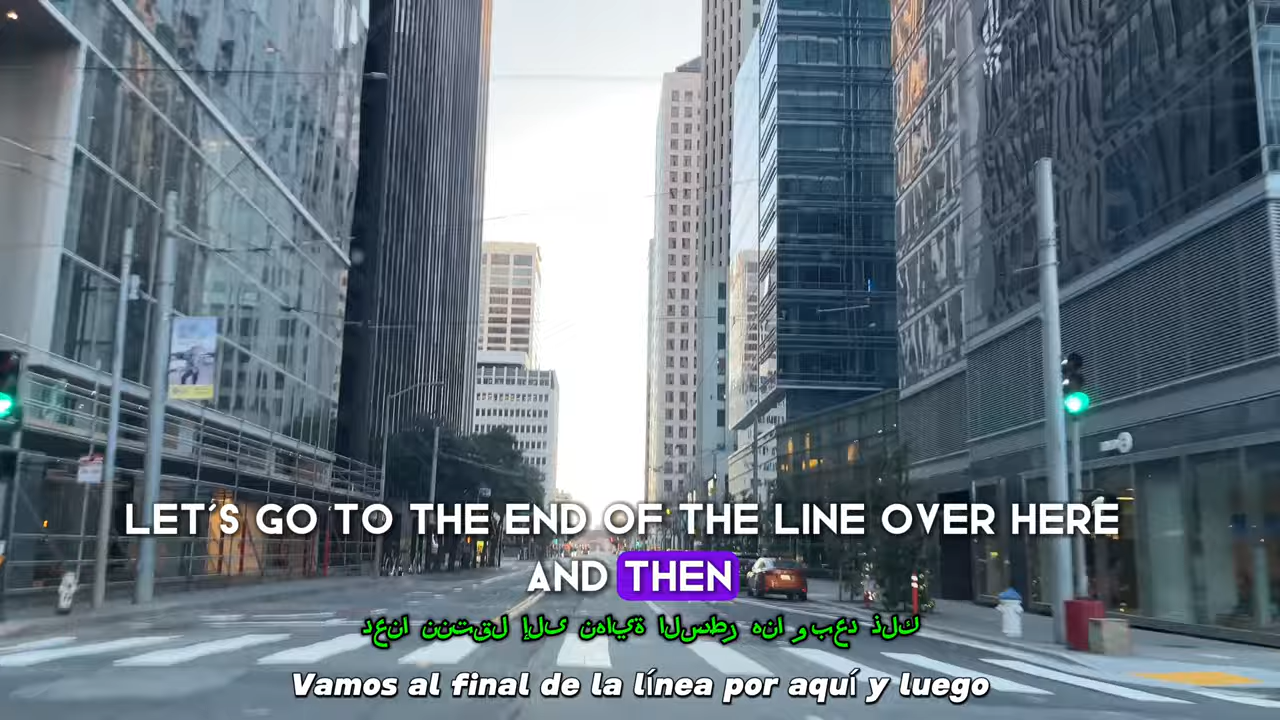 LET'S GO TO THE END OF THE LINE OVER HERE
AND THEN
دعنا ننتقل إلى نهاية السطر هنا وبعد ذلك
Vamos al final de la línea por aquí y luego